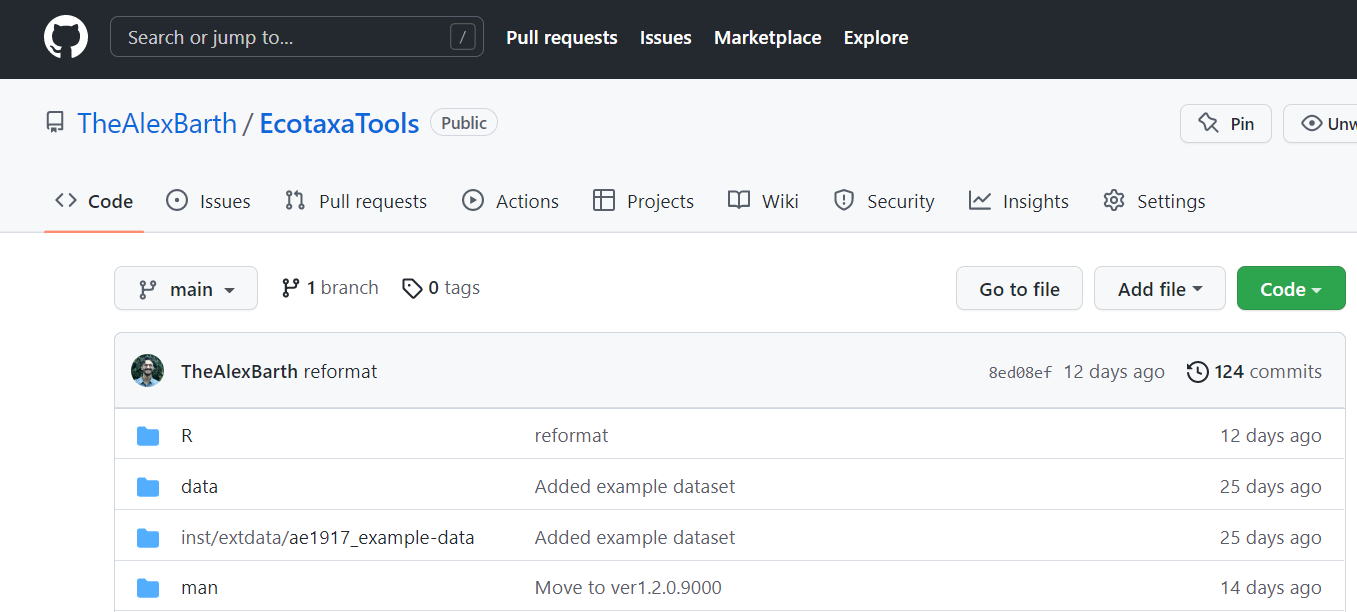 Search or jump to... / Pull requests Issues Marketplace Explore
TheAlexBarth / EcotaxaTools Public Pin
Code Issues Pull requests Actions Projects Wiki Security Insights Settings
main 1 branch 0 tags Go to file Add file Code
TheAlexBarth reformat 8ed08ef 12 days ago 124 commits
R reformat 12 days ago
data Added example dataset 25 days ago
inst/extdata/ae1917_example-data Added example dataset 25 days ago
man Move to ver1.2.0.9000 14 days ago